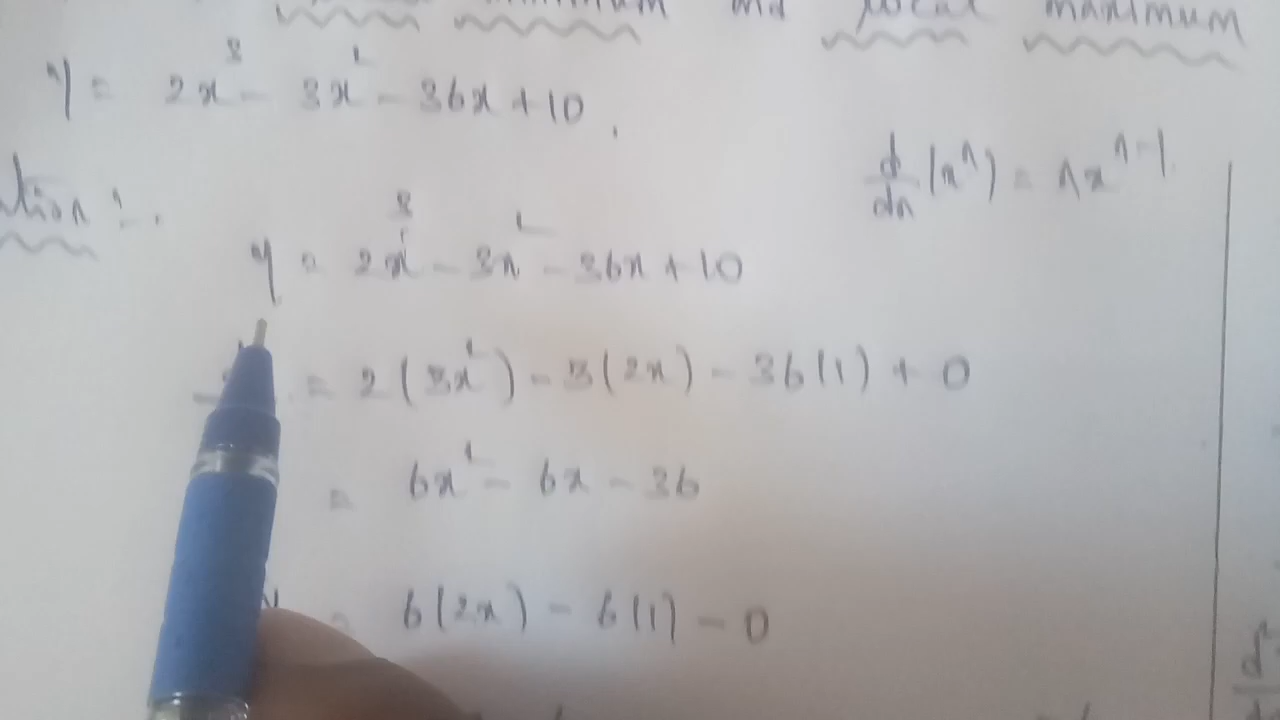 minimum and local maximum
y = 2x³ - 3x² - 36x + 10.
d/dx (xⁿ) = nxⁿ⁻¹
y = 2x³ - 3x² - 36x + 10
= 2(3x²) - 3(2x) - 36(1) + 0
= 6x² - 6x - 36
= 6(2x) - 6(1) - 0